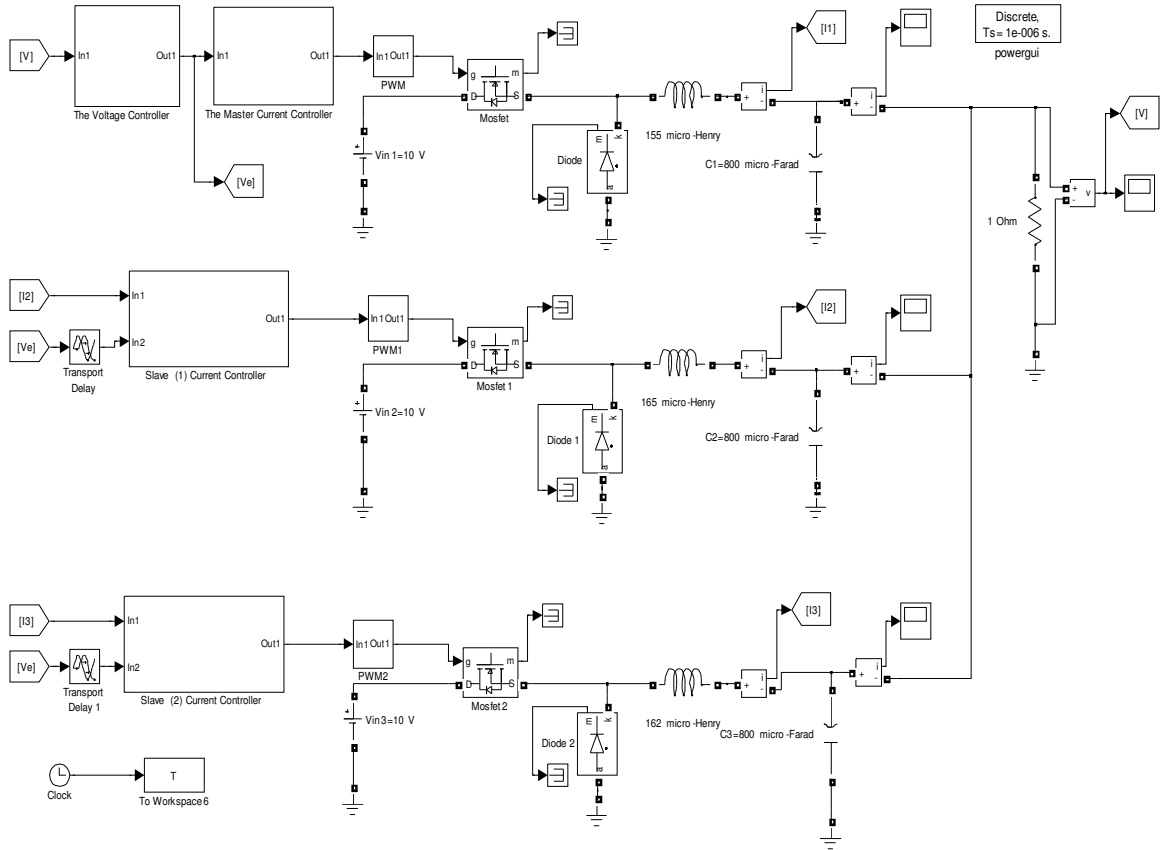 Discrete,
Ts = 1e-006 s.
powergui
[V]
In1
Out1
The Voltage Controller
In1
Out1
The Master Current Controller
In1 Out1
PWM
[Ve]
g
m
D
S
Mosfet
Vin 1=10 V
m
k
a
Diode
155 micro-Henry
+
i
-
[I1]
C1=800 micro-Farad
+
i
-
1 Ohm
+
-
v
[V]
[I2]
[Ve]
Transport
Delay
In1
In2
Out1
Slave (1) Current Controller
In1 Out1
PWM1
g
m
D
S
Mosfet 1
Vin 2=10 V
m
k
a
Diode 1
165 micro-Henry
+
i
-
[I2]
C2=800 micro-Farad
+
i
-
[I3]
[Ve]
Transport
Delay 1
In1
In2
Out1
Slave (2) Current Controller
In1 Out1
PWM2
g
m
D
S
Mosfet 2
Vin3=10 V
m
k
a
Diode 2
162 micro-Henry
+
i
-
[I3]
C3=800 micro-Farad
+
i
-
Clock
T
To Workspace6